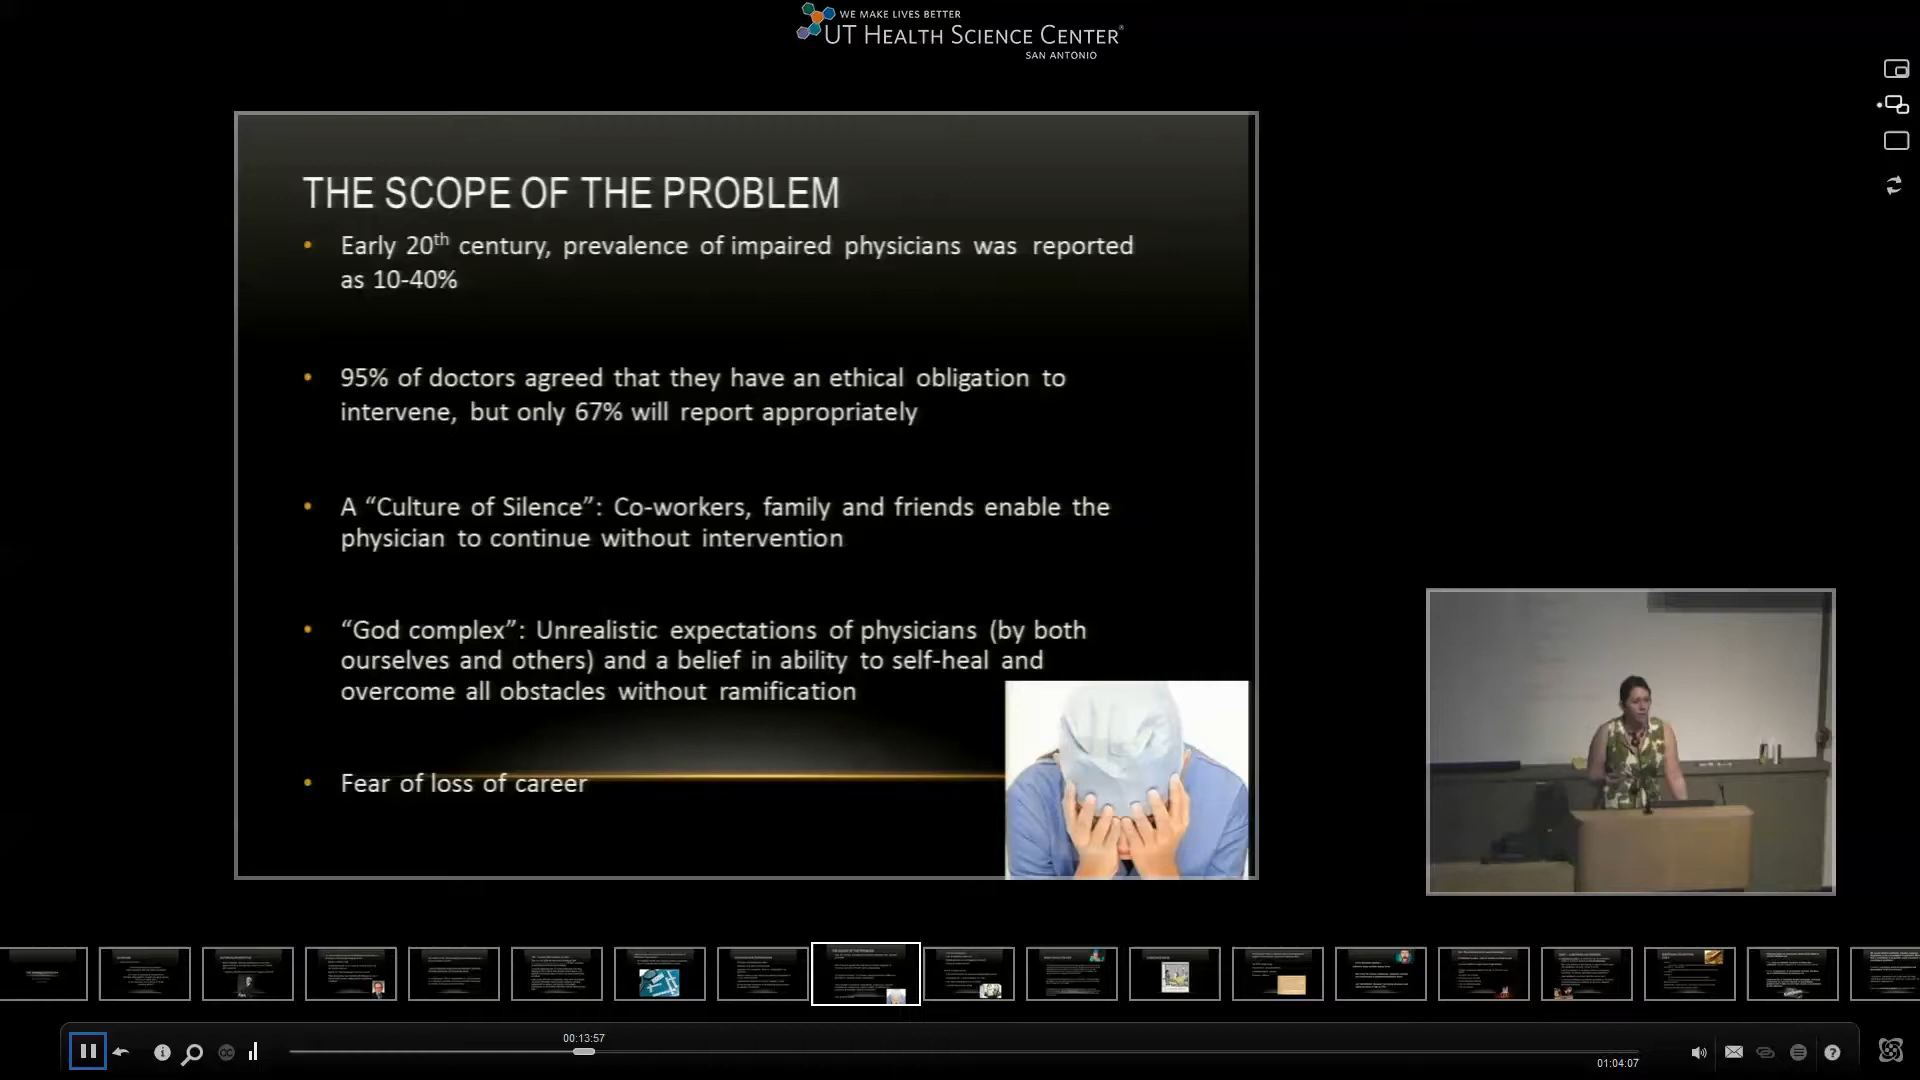 WE MAKE LIVES BETTER
UT HEALTH SCIENCE CENTER®
SAN ANTONIO
THE SCOPE OF THE PROBLEM
• Early 20th century, prevalence of impaired physicians was reported
as 10-40%
• 95% of doctors agreed that they have an ethical obligation to
intervene, but only 67% will report appropriately
• A “Culture of Silence”: Co-workers, family and friends enable the
physician to continue without intervention
• “God complex”: Unrealistic expectations of physicians (by both
ourselves and others) and a belief in ability to self-heal and
overcome all obstacles without ramification
• Fear of loss of career
00:13:57
01:04:07